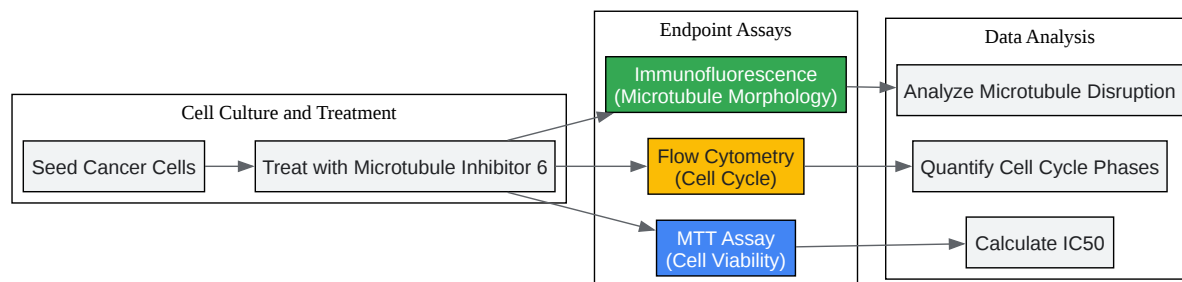 Cell Culture and Treatment
Seed Cancer Cells
Treat with Microtubule Inhibitor 6
Endpoint Assays
Immunofluorescence
(Microtubule Morphology)
Flow Cytometry
(Cell Cycle)
MTT Assay
(Cell Viability)
Data Analysis
Analyze Microtubule Disruption
Quantify Cell Cycle Phases
Calculate IC50